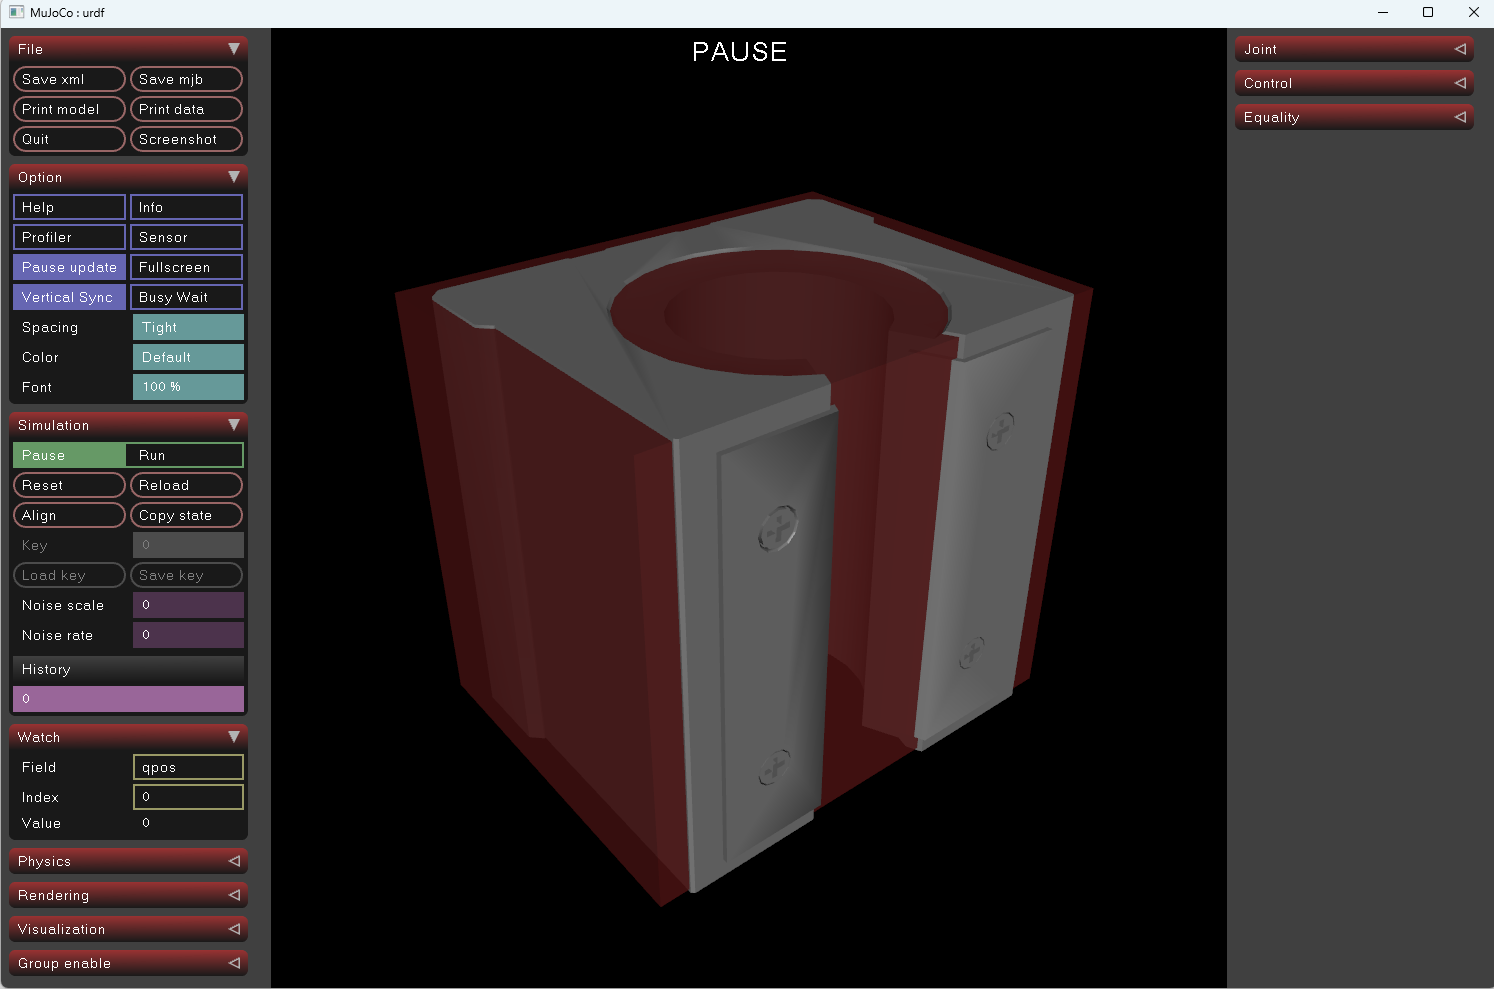 MuJoCo : urdf
File
Save xml Save mjb
Print model Print data
Quit Screenshot
Option
Help Info
Profiler Sensor
Pause update Fullscreen
Vertical Sync Busy Wait
Spacing Tight
Color Default
Font 100 %
Simulation
Pause Run
Reset Reload
Align Copy state
Key 0
Load key Save key
Noise scale 0
Noise rate 0
History
0
Watch
Field qpos
Index 0
Value 0
Physics
Rendering
Visualization
Group enable
PAUSE
Joint
Control
Equality